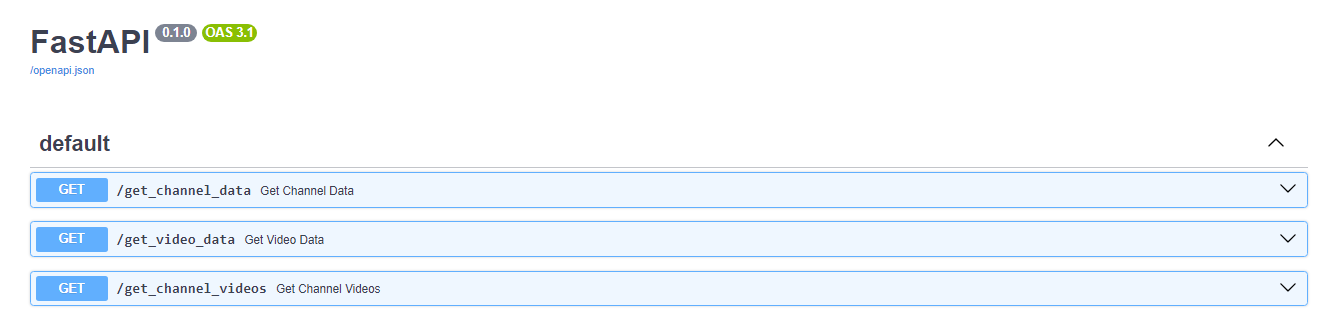 FastAPI 0.1.0 OAS 3.1
/openapi.json
default
GET /get_channel_data Get Channel Data
GET /get_video_data Get Video Data
GET /get_channel_videos Get Channel Videos